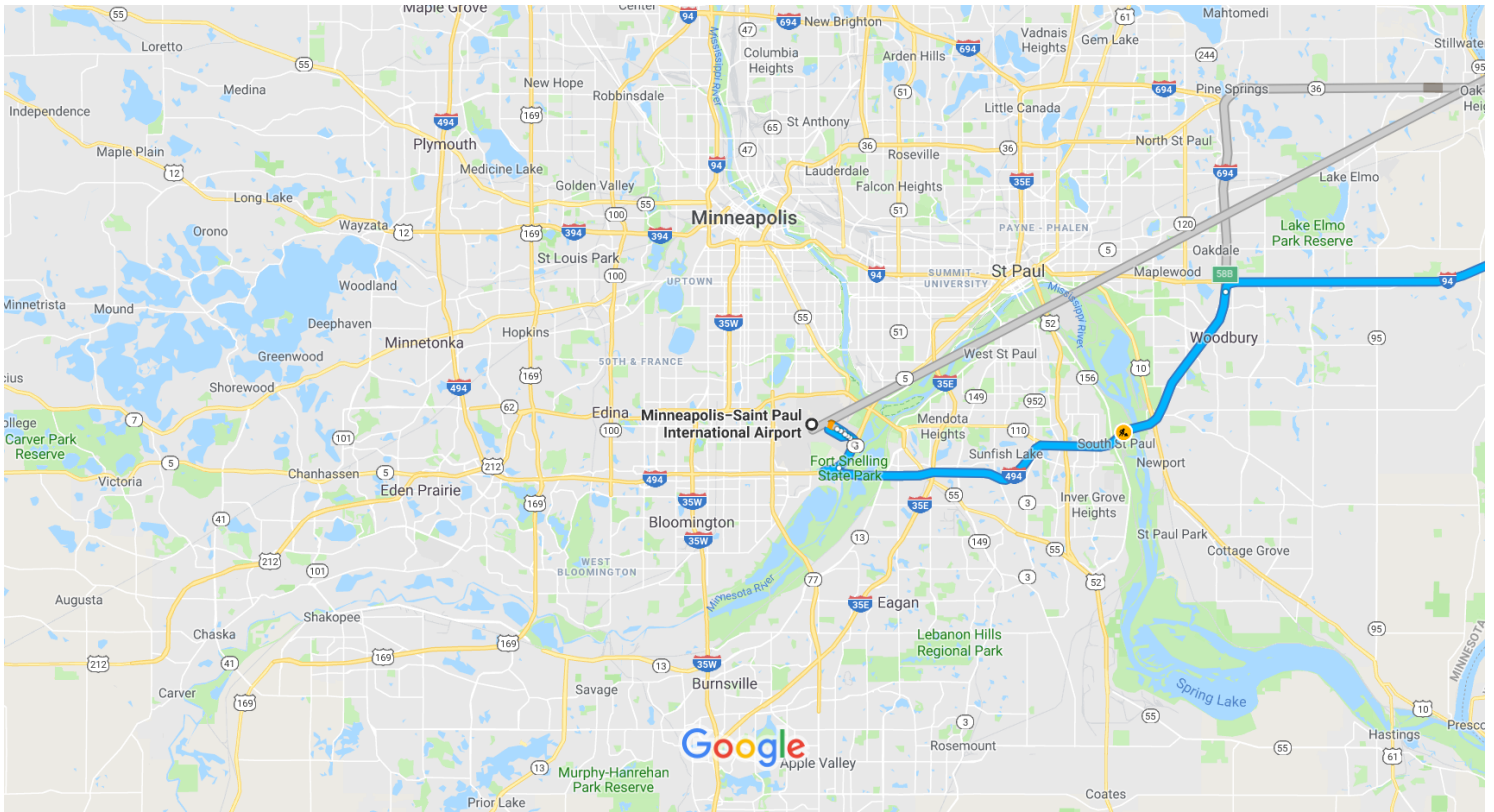 Maple Grove
Center
94
694
New Brighton
61
Mahtomedi
55
Loretto
47
Columbia
Heights
Mississippi River
Arden Hills
694
Vadnais
Heights
Gem Lake
244
Stillwater
95
55
Medina
New Hope
Robbinsdale
51
Little Canada
694
Pine Springs
36
Oak
Independence
494
169
65
St Anthony
Plymouth
47
36
Roseville
36
North St Paul
Maple Plain
12
Medicine Lake
94
Lauderdale
35E
694
Lake Elmo
Long Lake
Golden Valley
55
100
Falcon Heights
51
Minneapolis
Orono
Wayzata
12
169
394
394
PAYNE - PHALEN
120
Lake Elmo
Park Reserve
St Louis Park
100
5
Oakdale
UPTOWN
94
SUMMIT -
UNIVERSITY
St Paul
Maplewood
58B
94
Woodland
Minnetrista
Mound
Mississippi River
Deephaven
Hopkins
35W
55
51
52
Woodbury
95
Minnetonka
Greenwood
50TH & FRANCE
West St Paul
10
Shorewood
494
169
5
35E
156
149
952
7
62
Edina
100
Minneapolis-Saint Paul
International Airport
Mendota
Heights
110
South St Paul
Carver Park
Reserve
101
3
Sunfish Lake
Newport
Victoria
5
Chanhassen
5
212
494
Fort Snelling
State Park
494
Eden Prairie
169
35W
35E
55
3
Inver Grove
Heights
41
Bloomington
35W
13
149
55
St Paul Park
Cottage Grove
212
101
WEST
BLOOMINGTON
77
3
52
Augusta
Minnesota River
35E
Eagan
Shakopee
Chaska
169
Lebanon Hills
Regional Park
95
MINNESOTA
212
41
169
13
35W
Carver
169
Savage
Burnsville
Spring Lake
10
55
3
Hastings
Google
Apple Valley
Rosemount
55
61
13
Murphy-Hanrehan
Park Reserve
Prior Lake
Coates